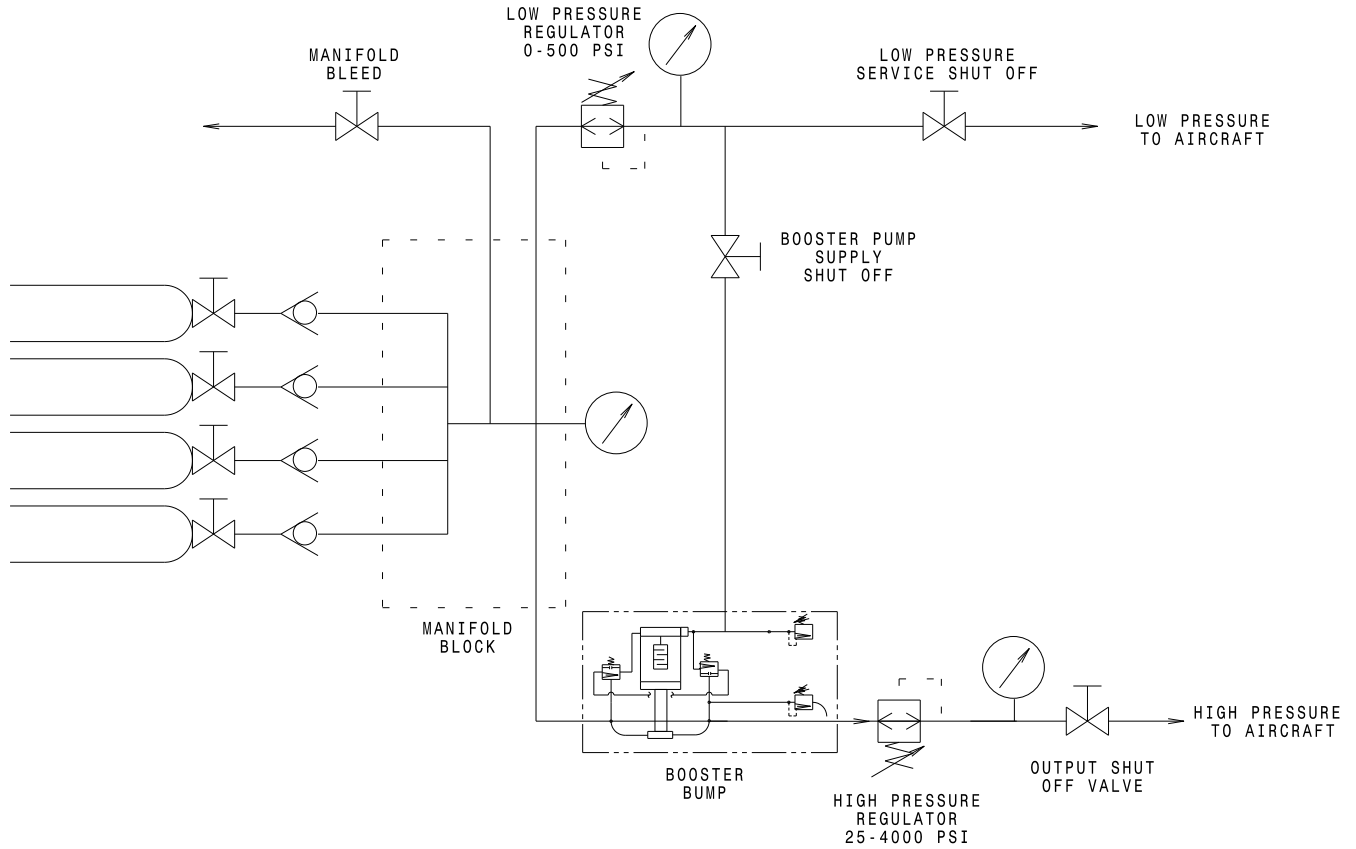 LOW PRESSURE
REGULATOR
0-500 PSI
MANIFOLD
BLEED
LOW PRESSURE
SERVICE SHUT OFF
LOW PRESSURE
TO AIRCRAFT
BOOSTER PUMP
SUPPLY
SHUT OFF
MANIFOLD
BLOCK
HIGH PRESSURE
TO AIRCRAFT
BOOSTER
BUMP
OUTPUT SHUT
OFF VALVE
HIGH PRESSURE
REGULATOR
25-4000 PSI